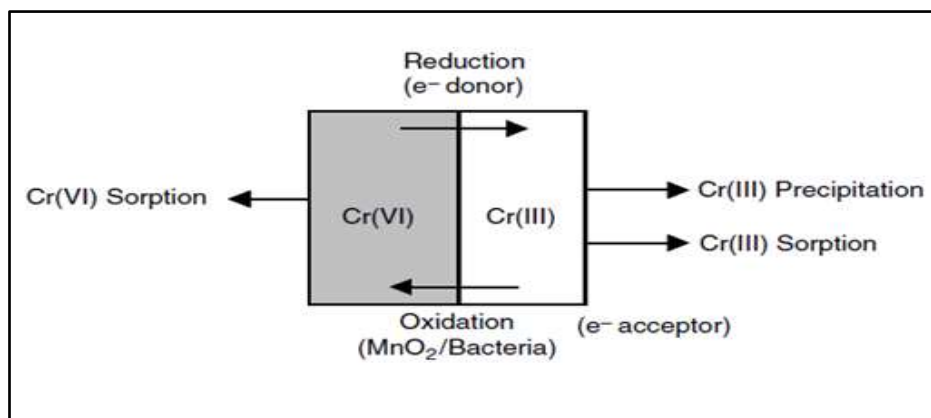 Reduction
(e⁻ donor)
Cr(VI) Sorption
Cr(VI)
Cr(III)
Cr(III) Precipitation
Cr(III) Sorption
Oxidation
(MnO₂/Bacteria)
(e⁻ acceptor)